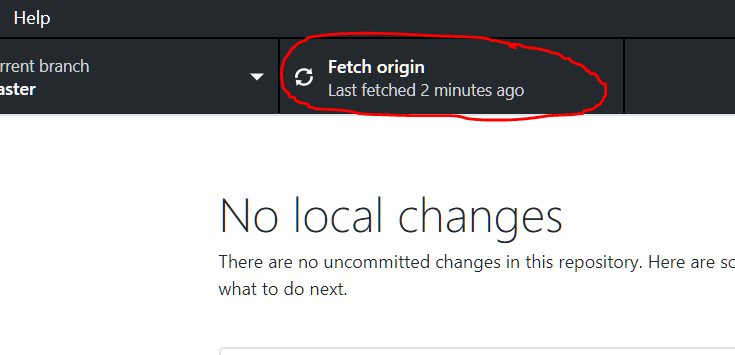 Help
rrent branch
aster
Fetch origin
Last fetched 2 minutes ago
No local changes
There are no uncommitted changes in this repository. Here are so
what to do next.